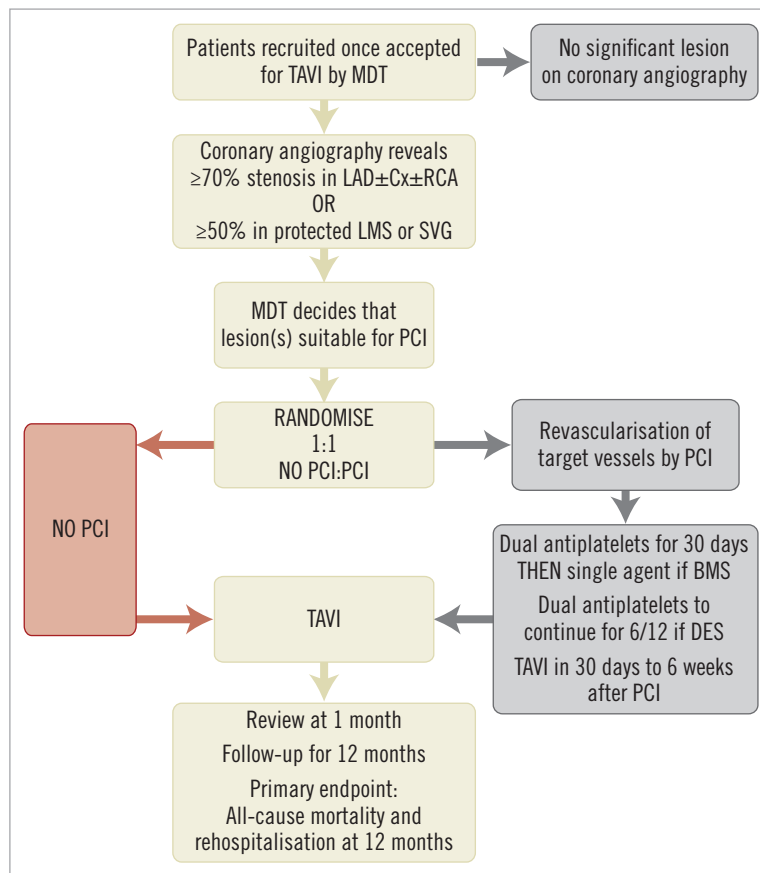 Patients recruited once accepted
for TAVI by MDT
No significant lesion
on coronary angiography
Coronary angiography reveals
≥70% stenosis in LAD±Cx±RCA
OR
≥50% in protected LMS or SVG
MDT decides that
lesion(s) suitable for PCI
RANDOMISE
1:1
NO PCI:PCI
Revascularisation of
target vessels by PCI
NO PCI
Dual antiplatelets for 30 days
THEN single agent if BMS
Dual antiplatelets to
continue for 6/12 if DES
TAVI in 30 days to 6 weeks
after PCI
TAVI
Review at 1 month
Follow-up for 12 months
Primary endpoint:
All-cause mortality and
rehospitalisation at 12 months